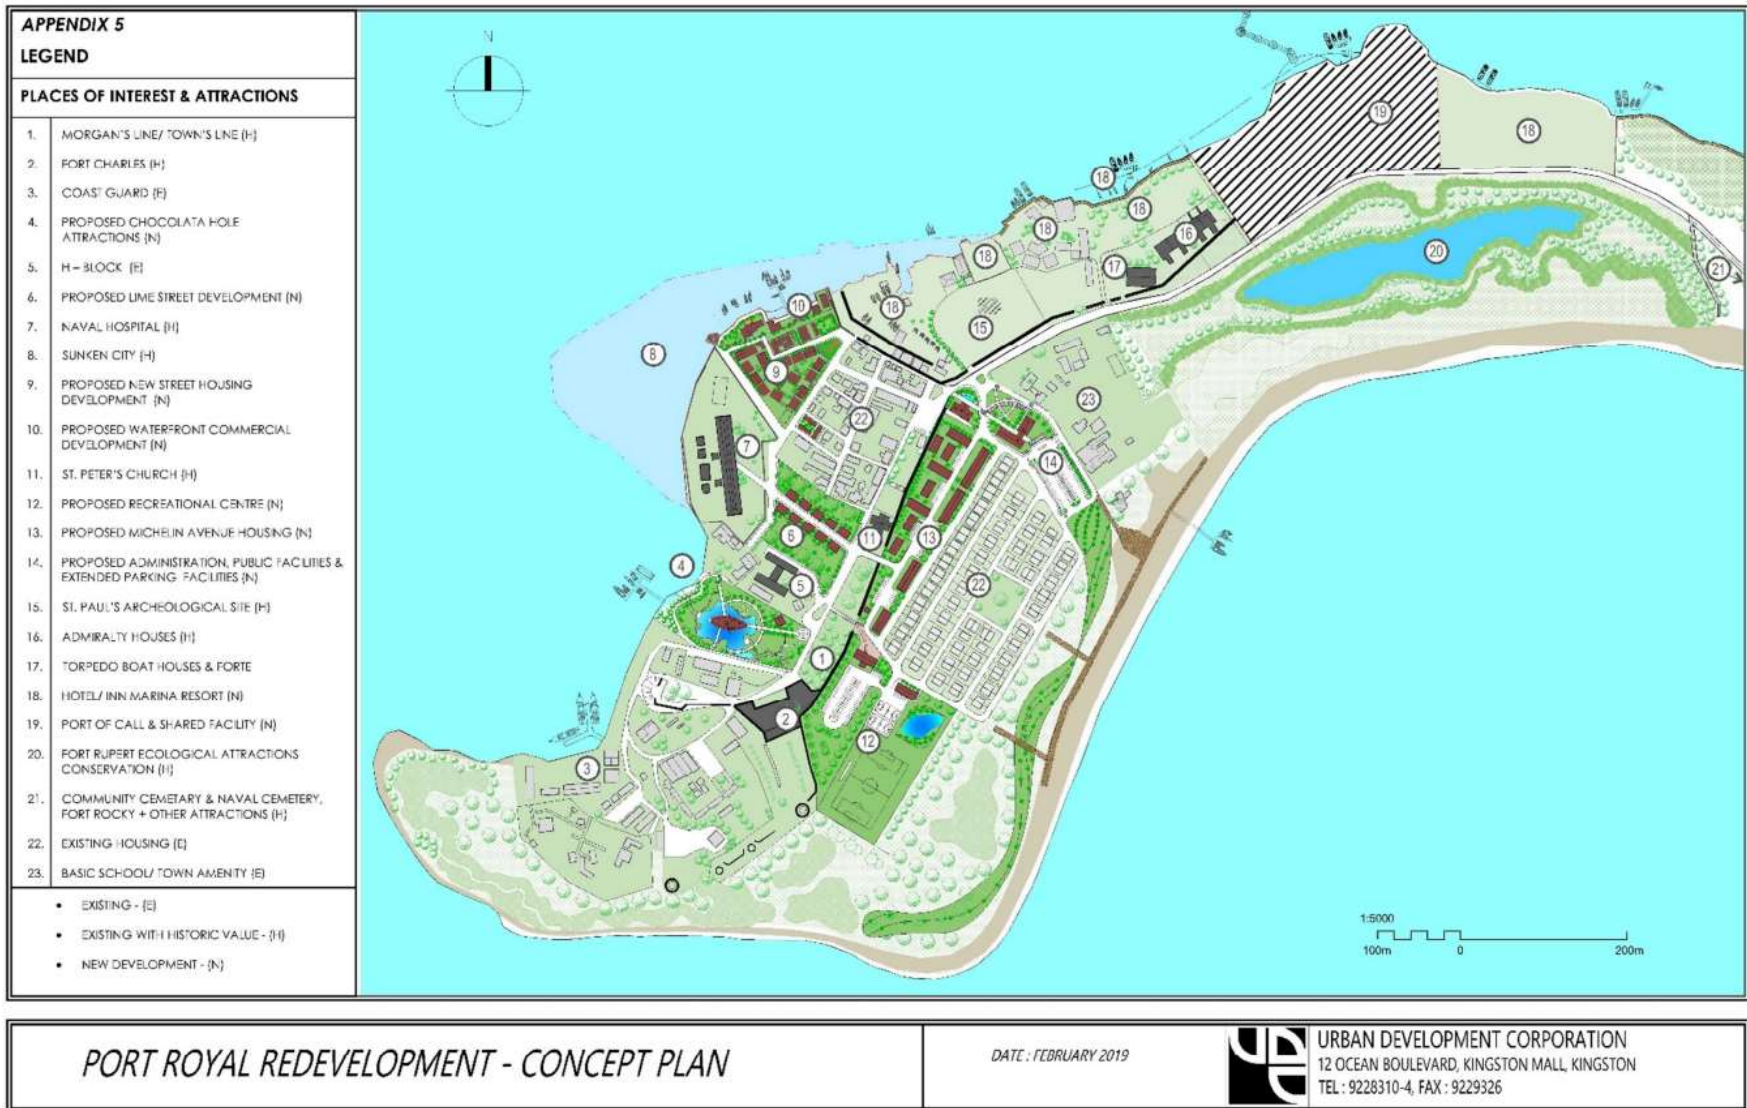 APPENDIX 5
LEGEND
PLACES OF INTEREST & ATTRACTIONS
1. MORGAN'S LINE/ TOWN'S LINE (H)
2. FORT CHARLES (H)
3. COAST GUARD (E)
4. PROPOSED CHOCOLATA HOLE
ATTRACTIONS (N)
5. H – BLOCK (E)
6. PROPOSED LIME STREET DEVELOPMENT (N)
7. NAVAL HOSPITAL (H)
8. SUNKEN CITY (H)
9. PROPOSED NEW STREET HOUSING
DEVELOPMENT (N)
10. PROPOSED WATERFRONT COMMERCIAL
DEVELOPMENT (N)
11. ST. PETER'S CHURCH (H)
12. PROPOSED RECREATIONAL CENTRE (N)
13. PROPOSED MICHELIN AVENUE HOUSING (N)
14. PROPOSED ADMINISTRATION, PUBLIC FACILITIES &
EXTENDED PARKING FACILITIES (N)
15. ST. PAUL'S ARCHEOLOGICAL SITE (H)
16. ADMIRALTY HOUSES (H)
17. TORPEDO BOAT HOUSES & FORTE
18. HOTEL/ INN MARINA RESORT (N)
19. PORT OF CALL & SHARED FACILITY (N)
20. FORT RUPERT ECOLOGICAL ATTRACTIONS
CONSERVATION (H)
21. COMMUNITY CEMETARY & NAVAL CEMETERY,
FORT ROCKY + OTHER ATTRACTIONS (H)
22. EXISTING HOUSING (E)
23. BASIC SCHOOL/ TOWN AMENITY (E)
• EXISTING - (E)
• EXISTING WITH HISTORIC VALUE - (H)
• NEW DEVELOPMENT - (N)
N
19
18
18
18
16
20
18
18
17
21
10
18
15
8
9
23
22
7
14
11
13
6
4
5
22
1
2
12
3
1:5000
100m 0 200m
PORT ROYAL REDEVELOPMENT - CONCEPT PLAN
DATE : FEBRUARY 2019
URBAN DEVELOPMENT CORPORATION
12 OCEAN BOULEVARD, KINGSTON MALL, KINGSTON
TEL : 9228310-4, FAX : 9229326